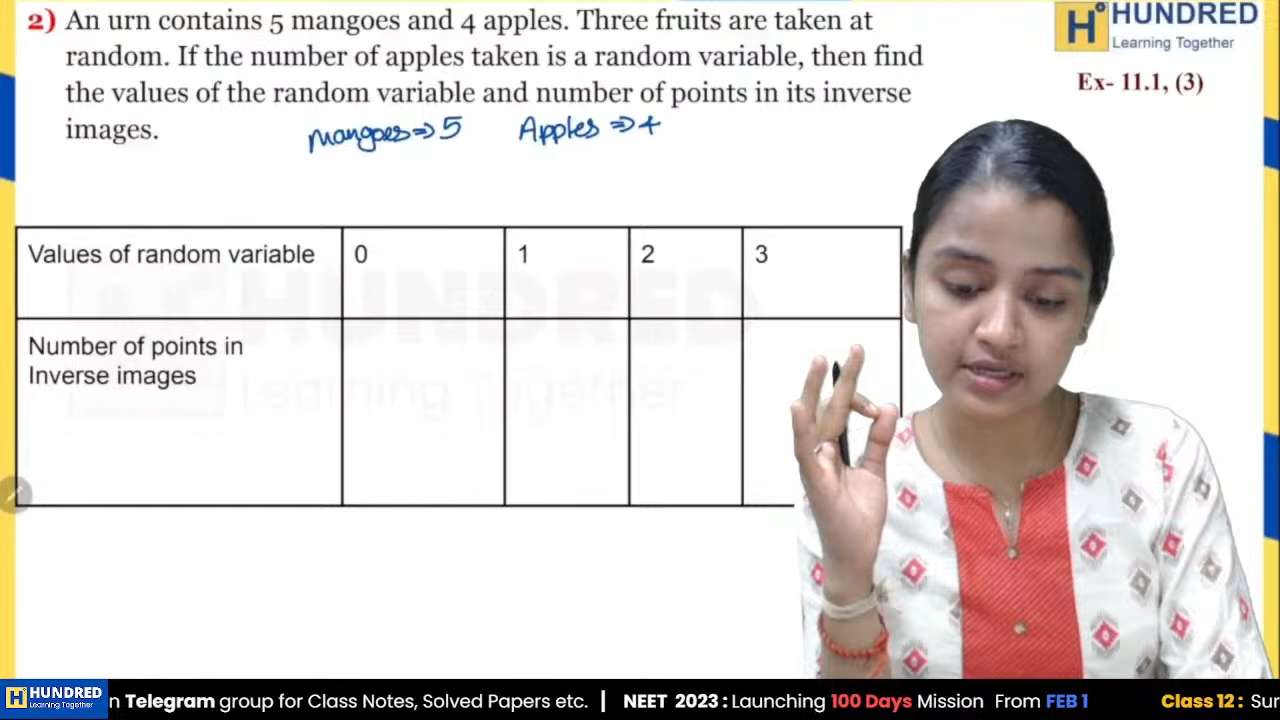 2) An urn contains 5 mangoes and 4 apples. Three fruits are taken at
random. If the number of apples taken is a random variable, then find
the values of the random variable and number of points in its inverse
images.
mangoes ⇒ 5 Apples ⇒ 4
HUNDRED
Learning Together
Ex- 11.1, (3)
Values of random variable 0 1 2 3
Number of points in
Inverse images
HUNDRED
Learning Together
HUNDRED
Learning Together
n Telegram group for Class Notes, Solved Papers etc. | NEET 2023 : Launching 100 Days Mission From FEB 1 Class 12 : Sur